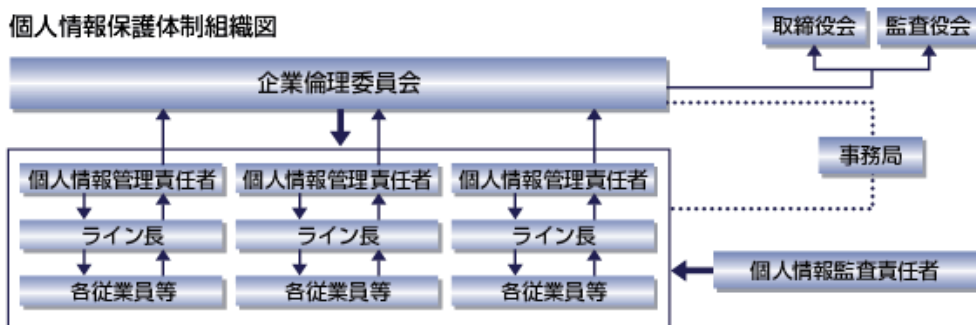 個人情報保護体制組織図
取締役会 監査役会
企業倫理委員会
事務局
個人情報管理責任者 個人情報管理責任者 個人情報管理責任者
ライン長 ライン長 ライン長
個人情報監査責任者
各従業員等 各従業員等 各従業員等